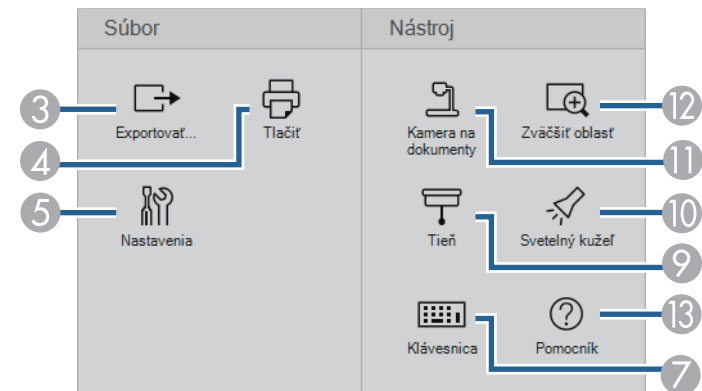 Súbor
Nástroj
3
Exportovať...
4
Tlačiť
5
Nastavenia
Kamera na
dokumenty
11
Zväčšiť oblasť
12
Tieň
9
Svetelný kužeľ
10
Klávesnica
7
Pomocník
13